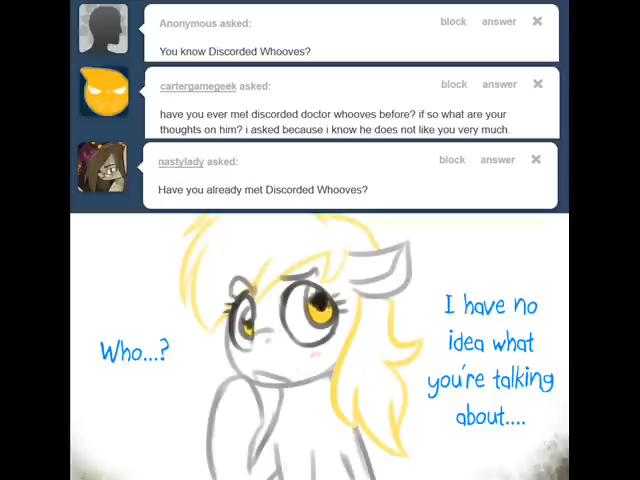 Anonymous asked:
block answer
You know Discorded Whooves?
cartergamegeek asked:
block answer
have you ever met discorded doctor whooves before? if so what are your
thoughts on him? i asked because i know he does not like you very much.
nastylady asked:
block answer
Have you already met Discorded Whooves?
Who...?
I have no
idea what
you're talking
about....